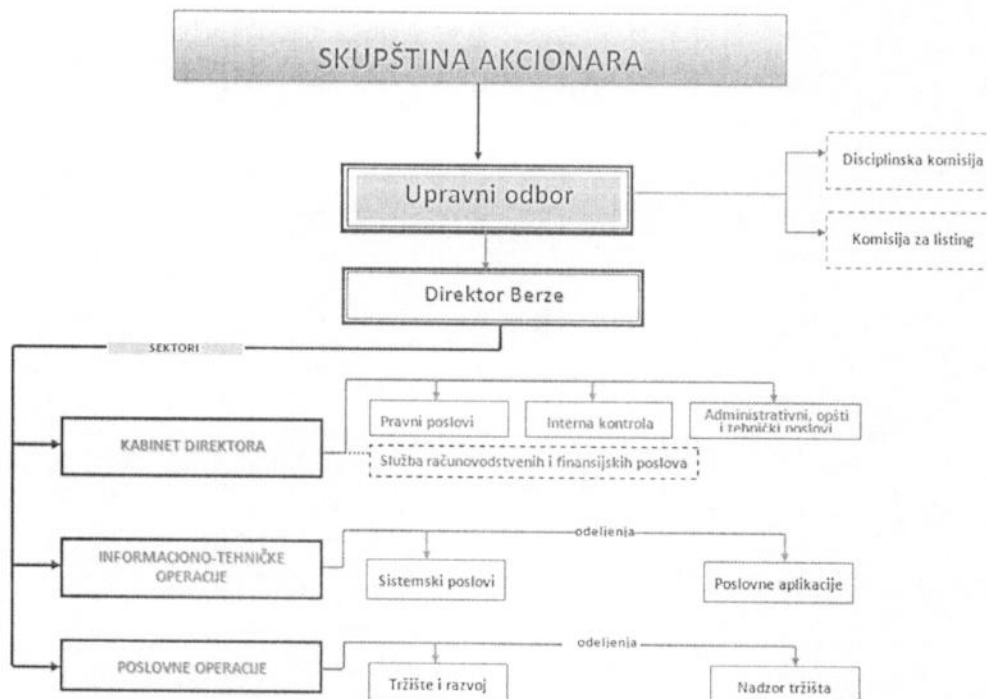 SKUPŠTINA AKCIONARA
Upravni odbor
Disciplinska komisija
Komisija za listing
Direktor Berze
SEKTORI
KABINET DIREKTORA
Pravni poslovi
Interna kontrola
Administrativni, opšti
i tehnički poslovi
Služba računovodstvenih i finansijskih poslova
INFORMACIONO-TEHNIČKE
OPERACIJE
odeljenja
Sistemski poslovi
Poslovne aplikacije
POSLOVNE OPERACIJE
odeljenja
Tržište i razvoj
Nadzor tržišta